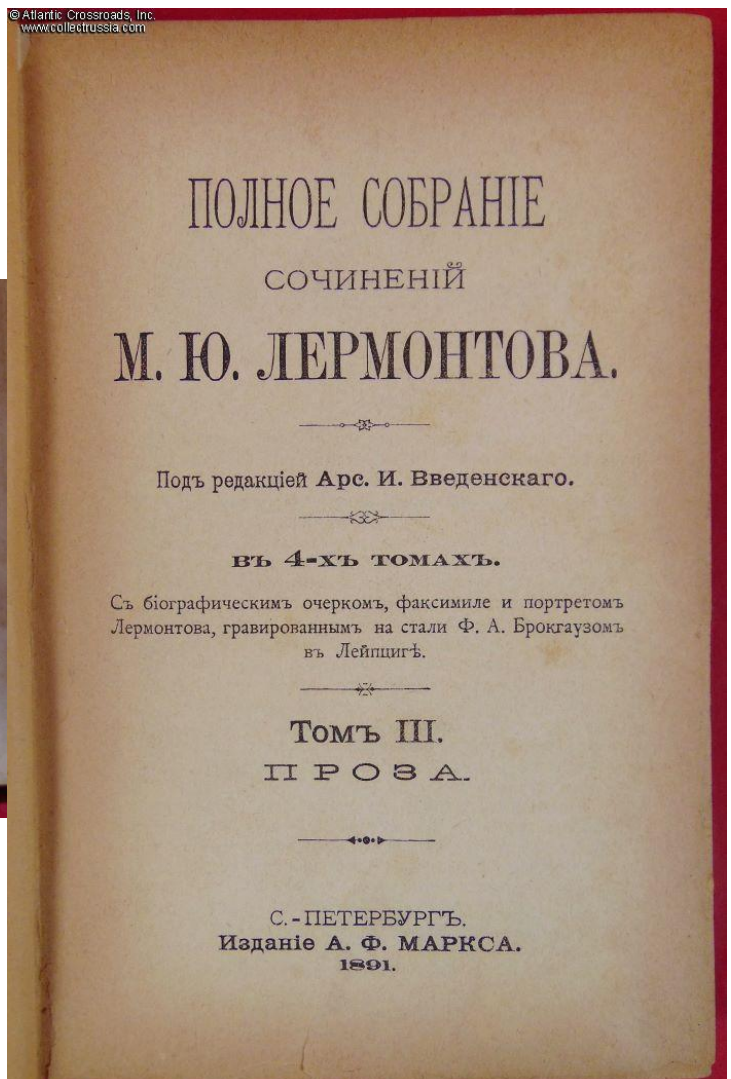 © Atlantic Crossroads, Inc.
www.collectrussia.com
ПОЛНОЕ СОБРАНІЕ
СОЧИНЕНІЙ
М. Ю. ЛЕРМОНТОВА.
Подъ редакціей Арс. И. Введенскаго.
въ 4-хъ томахъ.
Съ біографическимъ очеркомъ, факсимиле и портретомъ
Лермонтова, гравированнымъ на стали Ф. А. Брокгаузомъ
въ Лейпцигѣ.
Томъ III.
ПРОЗА.
С.-ПЕТЕРБУРГЪ.
Изданіе А. Ф. МАРКСА.
1891.